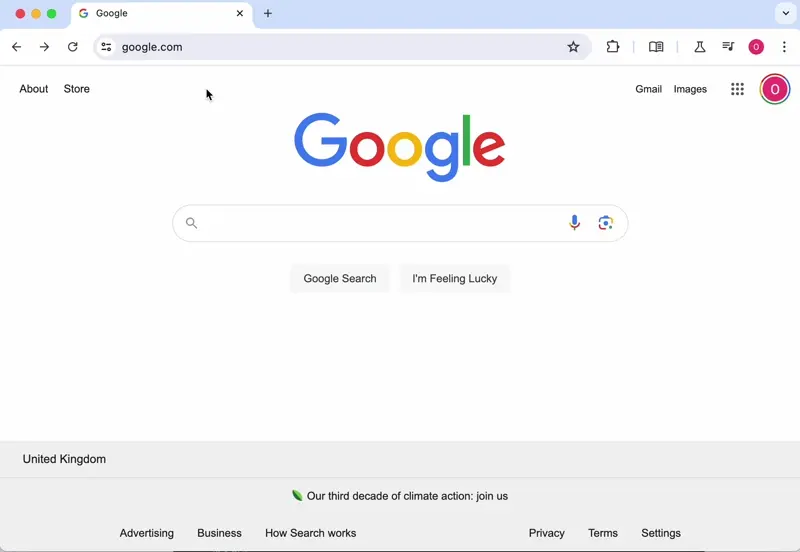 Google
google.com
O
About Store Gmail Images O
Google
Google Search I'm Feeling Lucky
United Kingdom
Our third decade of climate action: join us
Advertising Business How Search works Privacy Terms Settings